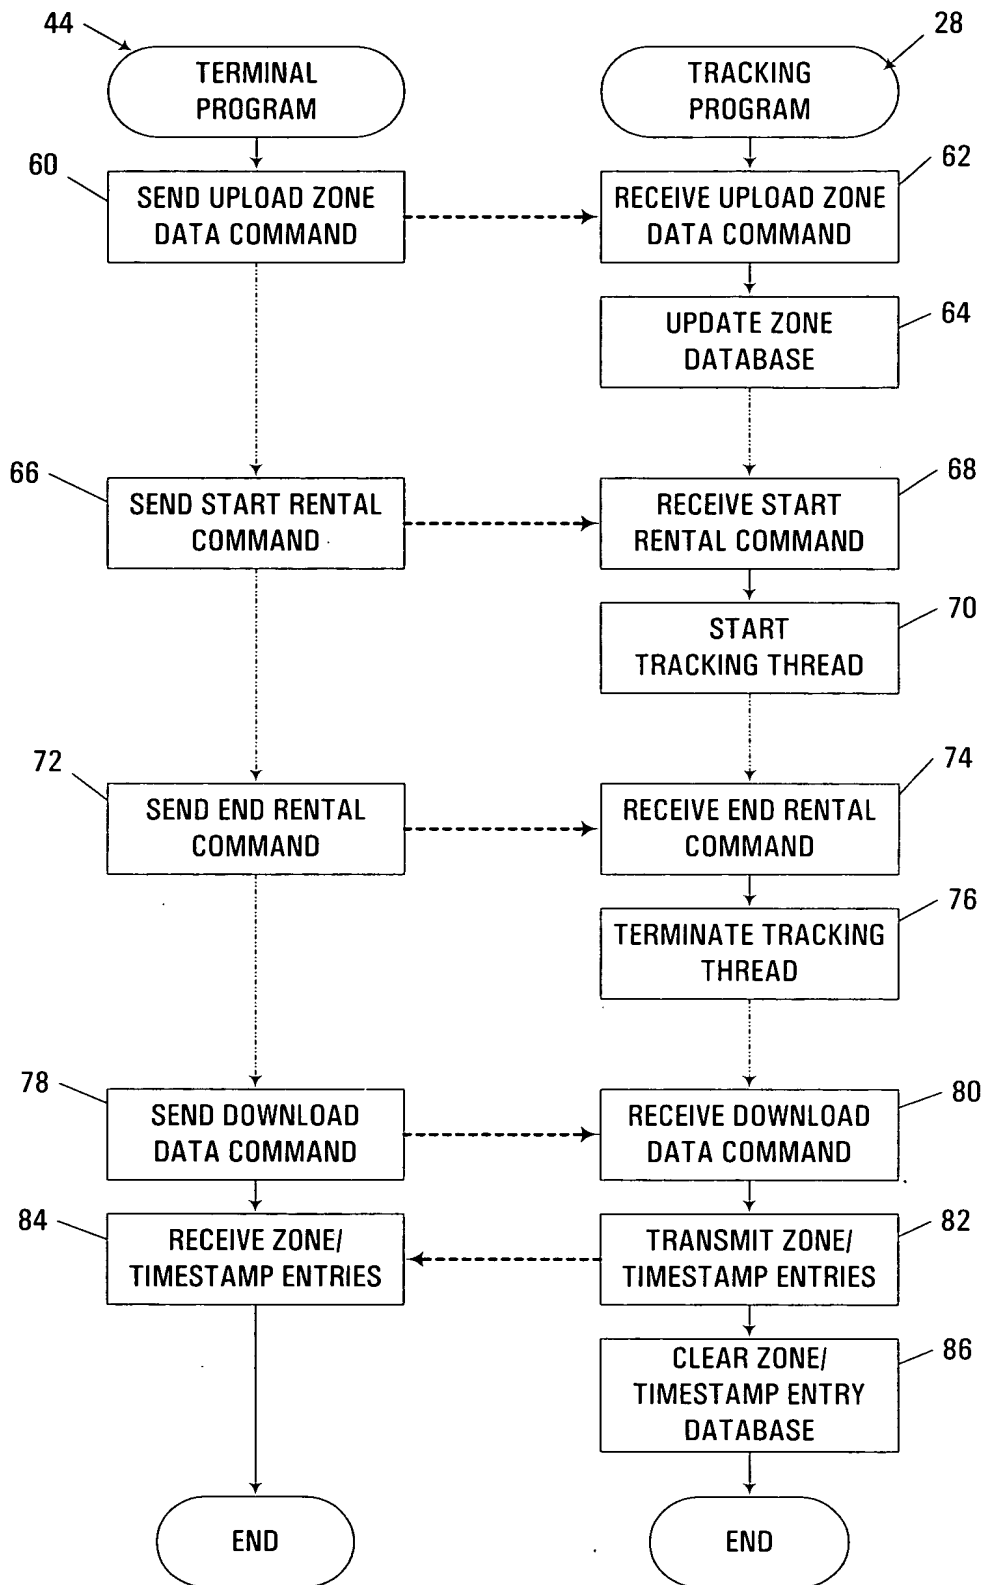 44
28
TERMINAL
PROGRAM
TRACKING
PROGRAM
60
62
SEND UPLOAD ZONE
DATA COMMAND
RECEIVE UPLOAD ZONE
DATA COMMAND
64
UPDATE ZONE
DATABASE
66
68
SEND START RENTAL
COMMAND
RECEIVE START
RENTAL COMMAND
70
START
TRACKING THREAD
72
74
SEND END RENTAL
COMMAND
RECEIVE END RENTAL
COMMAND
76
TERMINATE TRACKING
THREAD
78
80
SEND DOWNLOAD
DATA COMMAND
RECEIVE DOWNLOAD
DATA COMMAND
84
82
RECEIVE ZONE/
TIMESTAMP ENTRIES
TRANSMIT ZONE/
TIMESTAMP ENTRIES
86
CLEAR ZONE/
TIMESTAMP ENTRY
DATABASE
END
END